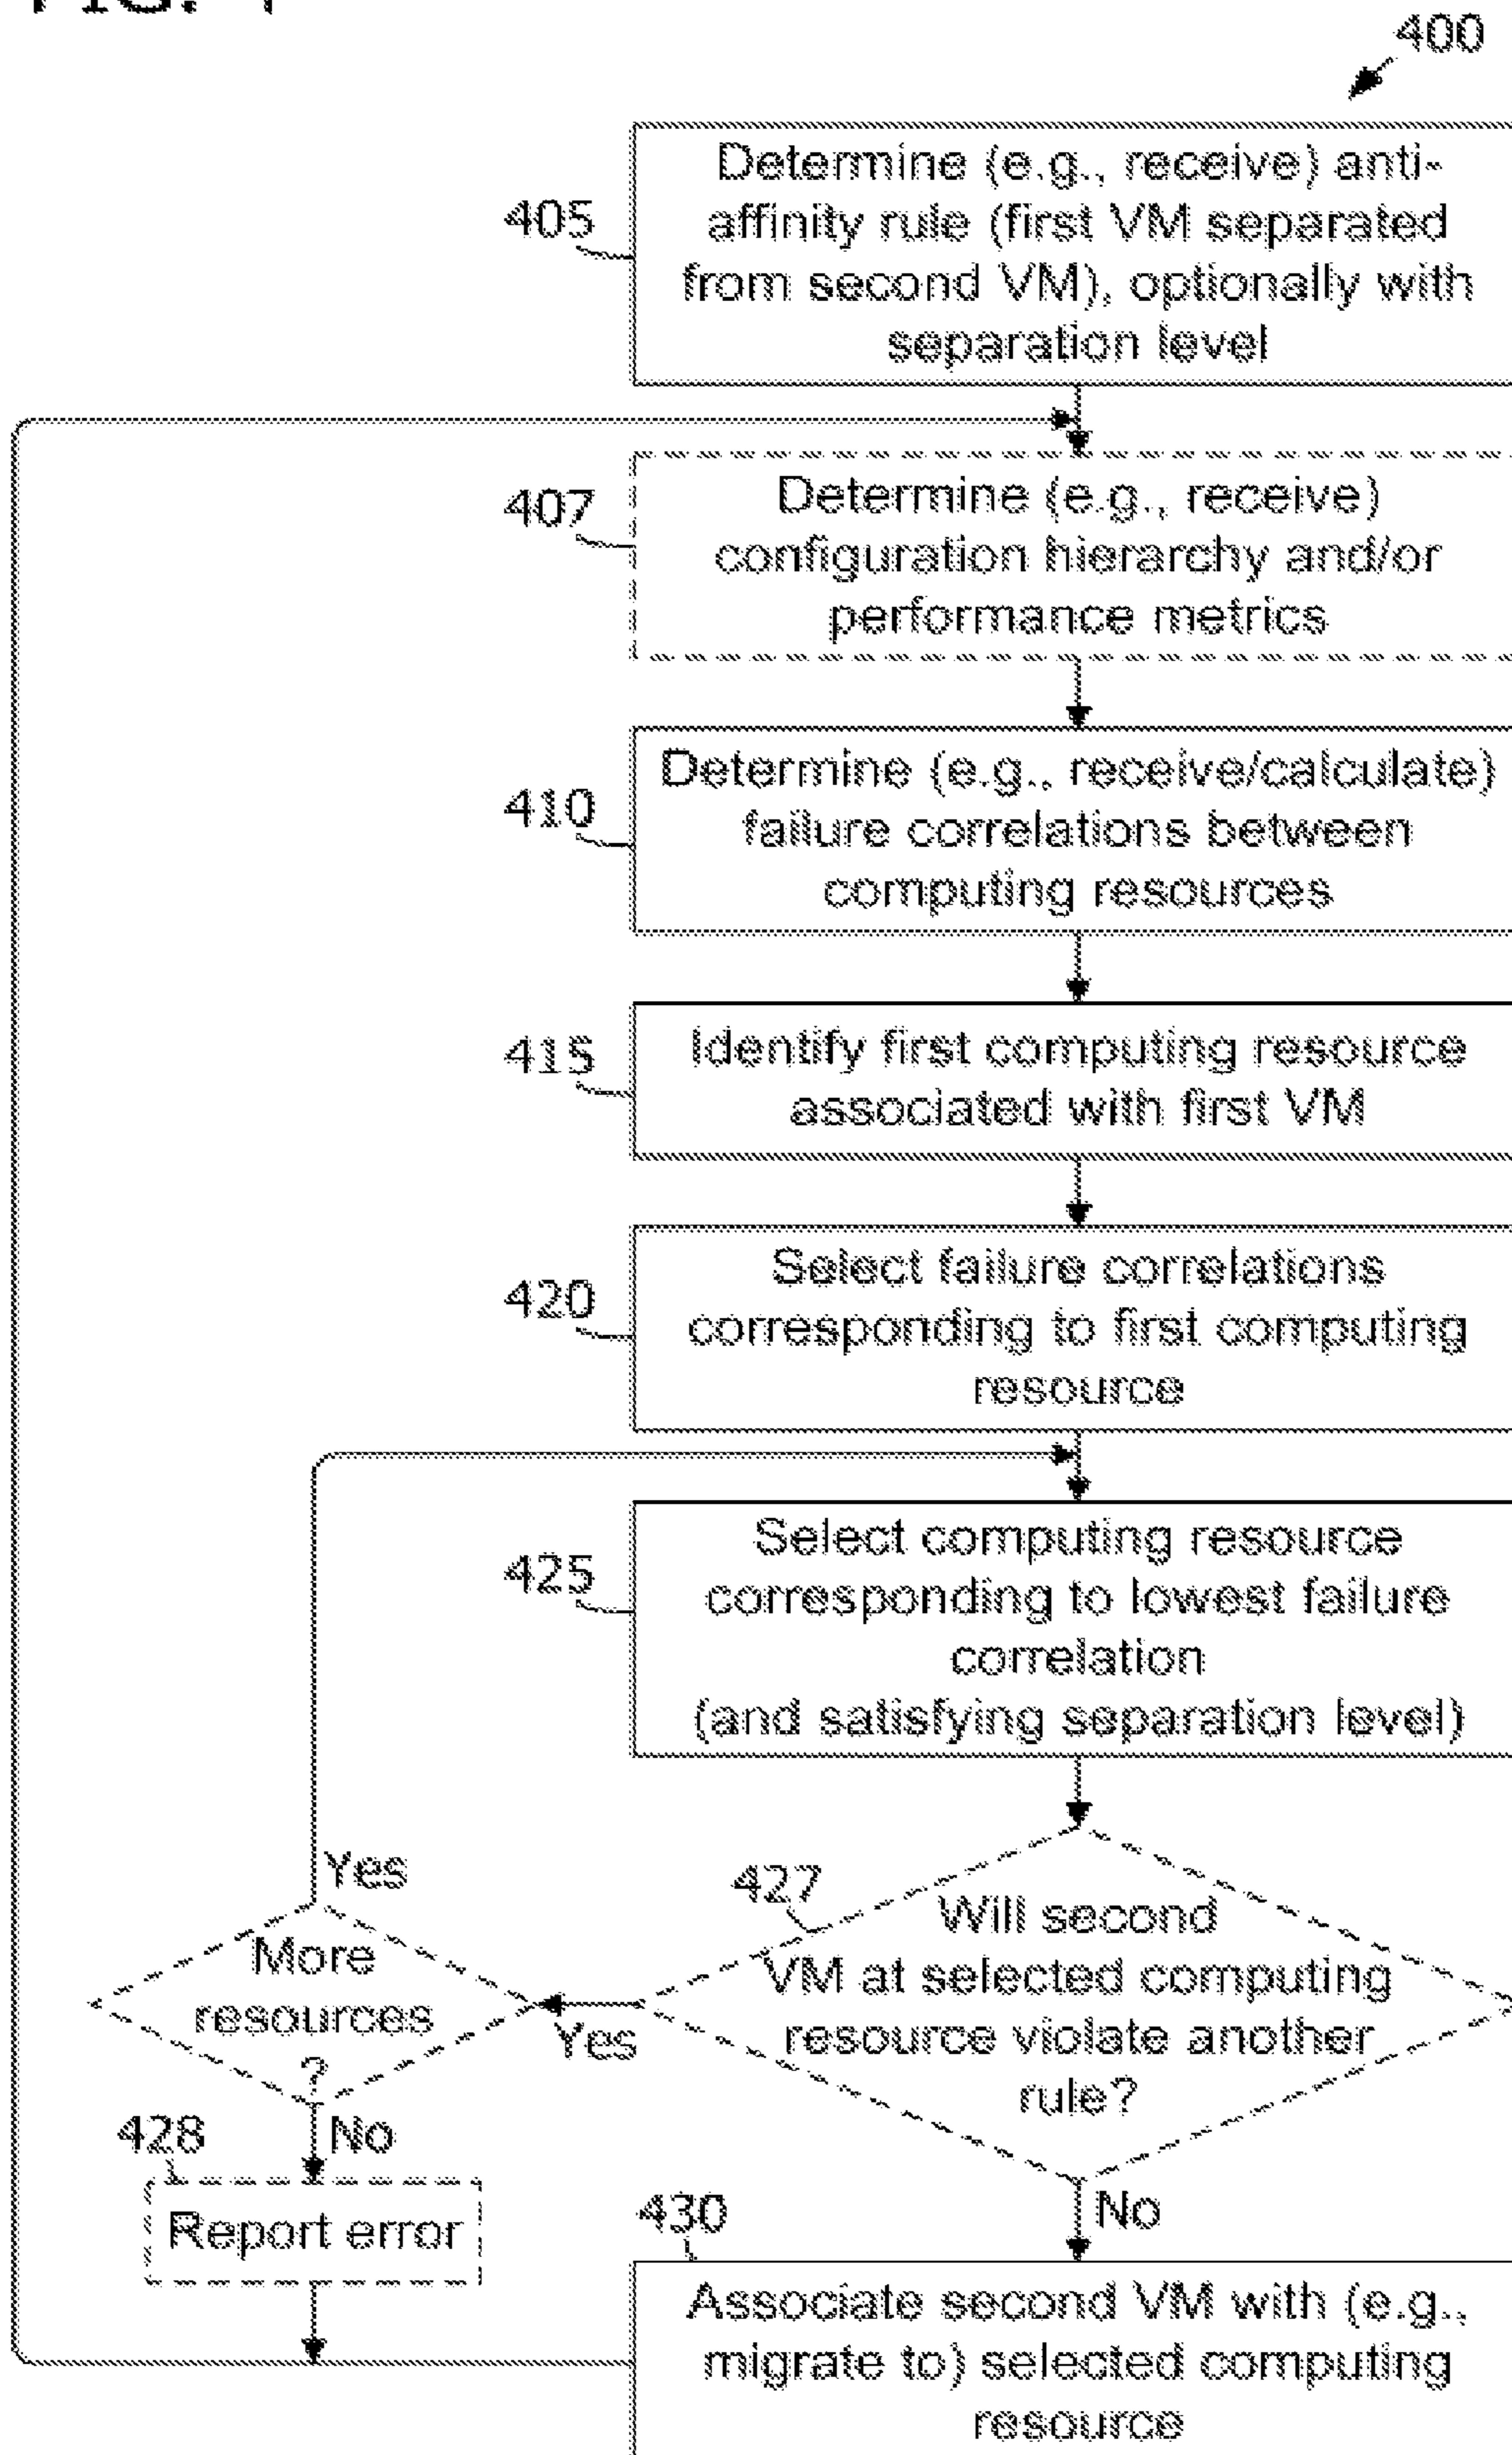 FIG. 4
400
405
Determine (e.g., receive) anti-
affinity rule (first VM separated
from second VM), optionally with
separation level
407
Determine (e.g., receive)
configuration hierarchy and/or
performance metrics
410
Determine (e.g., receive/calculate)
failure correlations between
computing resources
415
Identify first computing resource
associated with first VM
420
Select failure correlations
corresponding to first computing
resource
425
Select computing resource
corresponding to lowest failure
correlation
(and satisfying separation level)
427
Will second
VM at selected computing
resource violate another
rule?
Yes
No
More
resources
?
Yes
No
428
Report error
430
Associate second VM with (e.g.,
migrate to) selected computing
resource